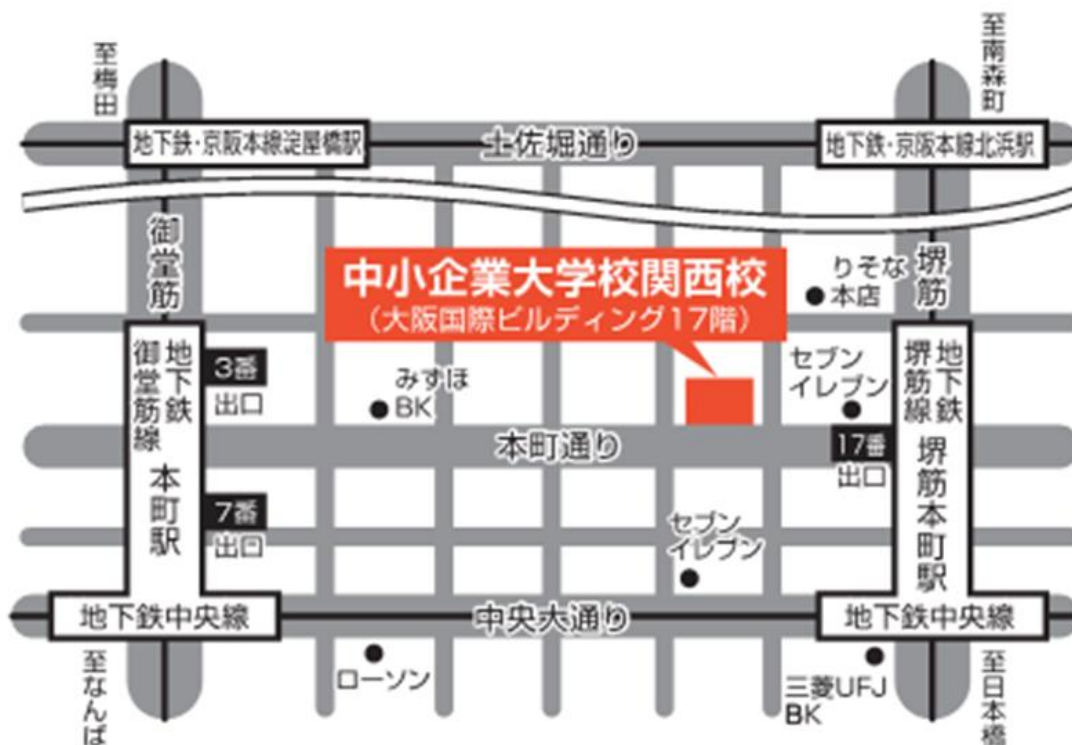 至梅田
至南森町
地下鉄・京阪本線淀屋橋駅
土佐堀通り
地下鉄・京阪本線北浜駅
御堂筋
堺筋
中小企業大学校関西校
（大阪国際ビルディング17階）
りそな
本店
地下鉄
御堂筋線
本町駅
3番
出口
みずほ
BK
セブン
イレブン
地下鉄
堺筋線
堺筋本町駅
本町通り
17番
出口
7番
出口
セブン
イレブン
地下鉄中央線
中央大通り
地下鉄中央線
至なんば
ローソン
三菱UFJ
BK
至日本橋